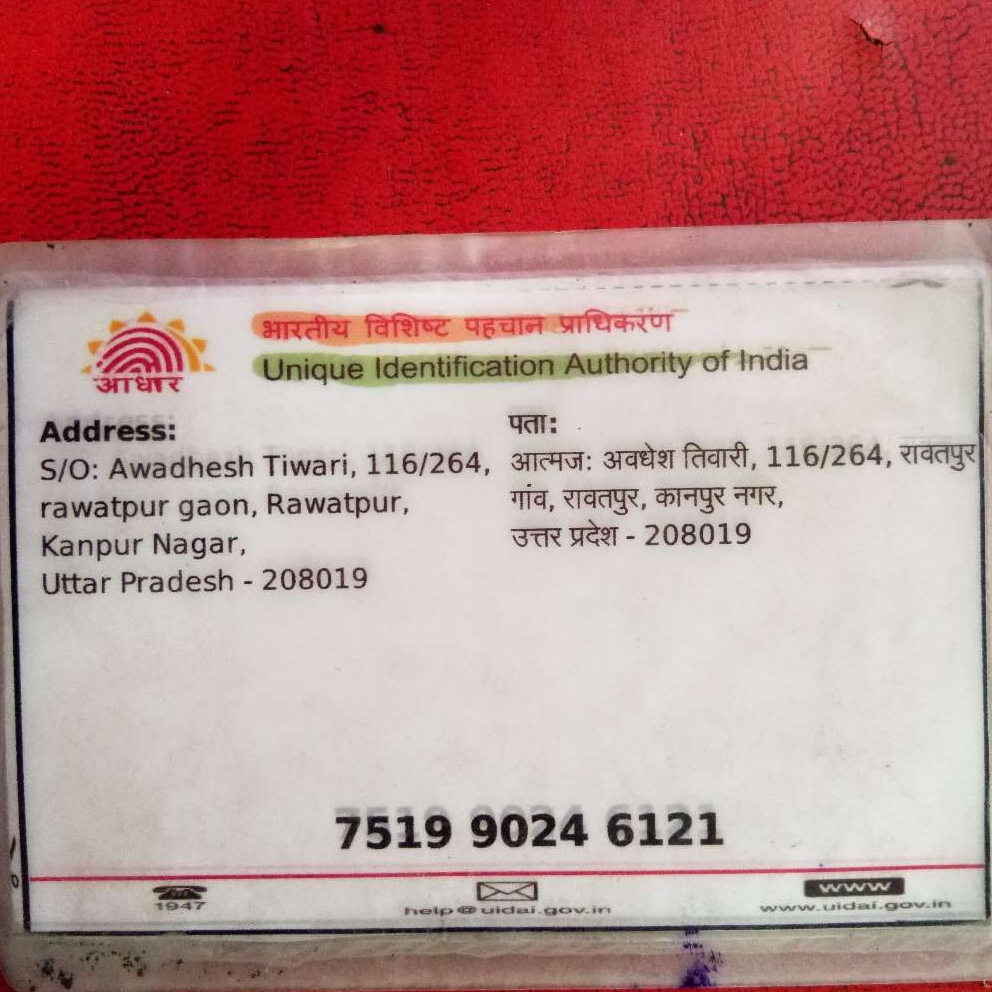 भारतीय विशिष्ट पहचान प्राधिकरण
Unique Identification Authority of India
आधार
Address:
S/O: Awadhesh Tiwari, 116/264,
rawatpur gaon, Rawatpur,
Kanpur Nagar,
Uttar Pradesh - 208019
पता:
आत्मज: अवधेश तिवारी, 116/264, रावतपुर
गांव, रावतपुर, कानपुर नगर,
उत्तर प्रदेश - 208019
7519 9024 6121
1947
help@uidai.gov.in
www
www.uidai.gov.in